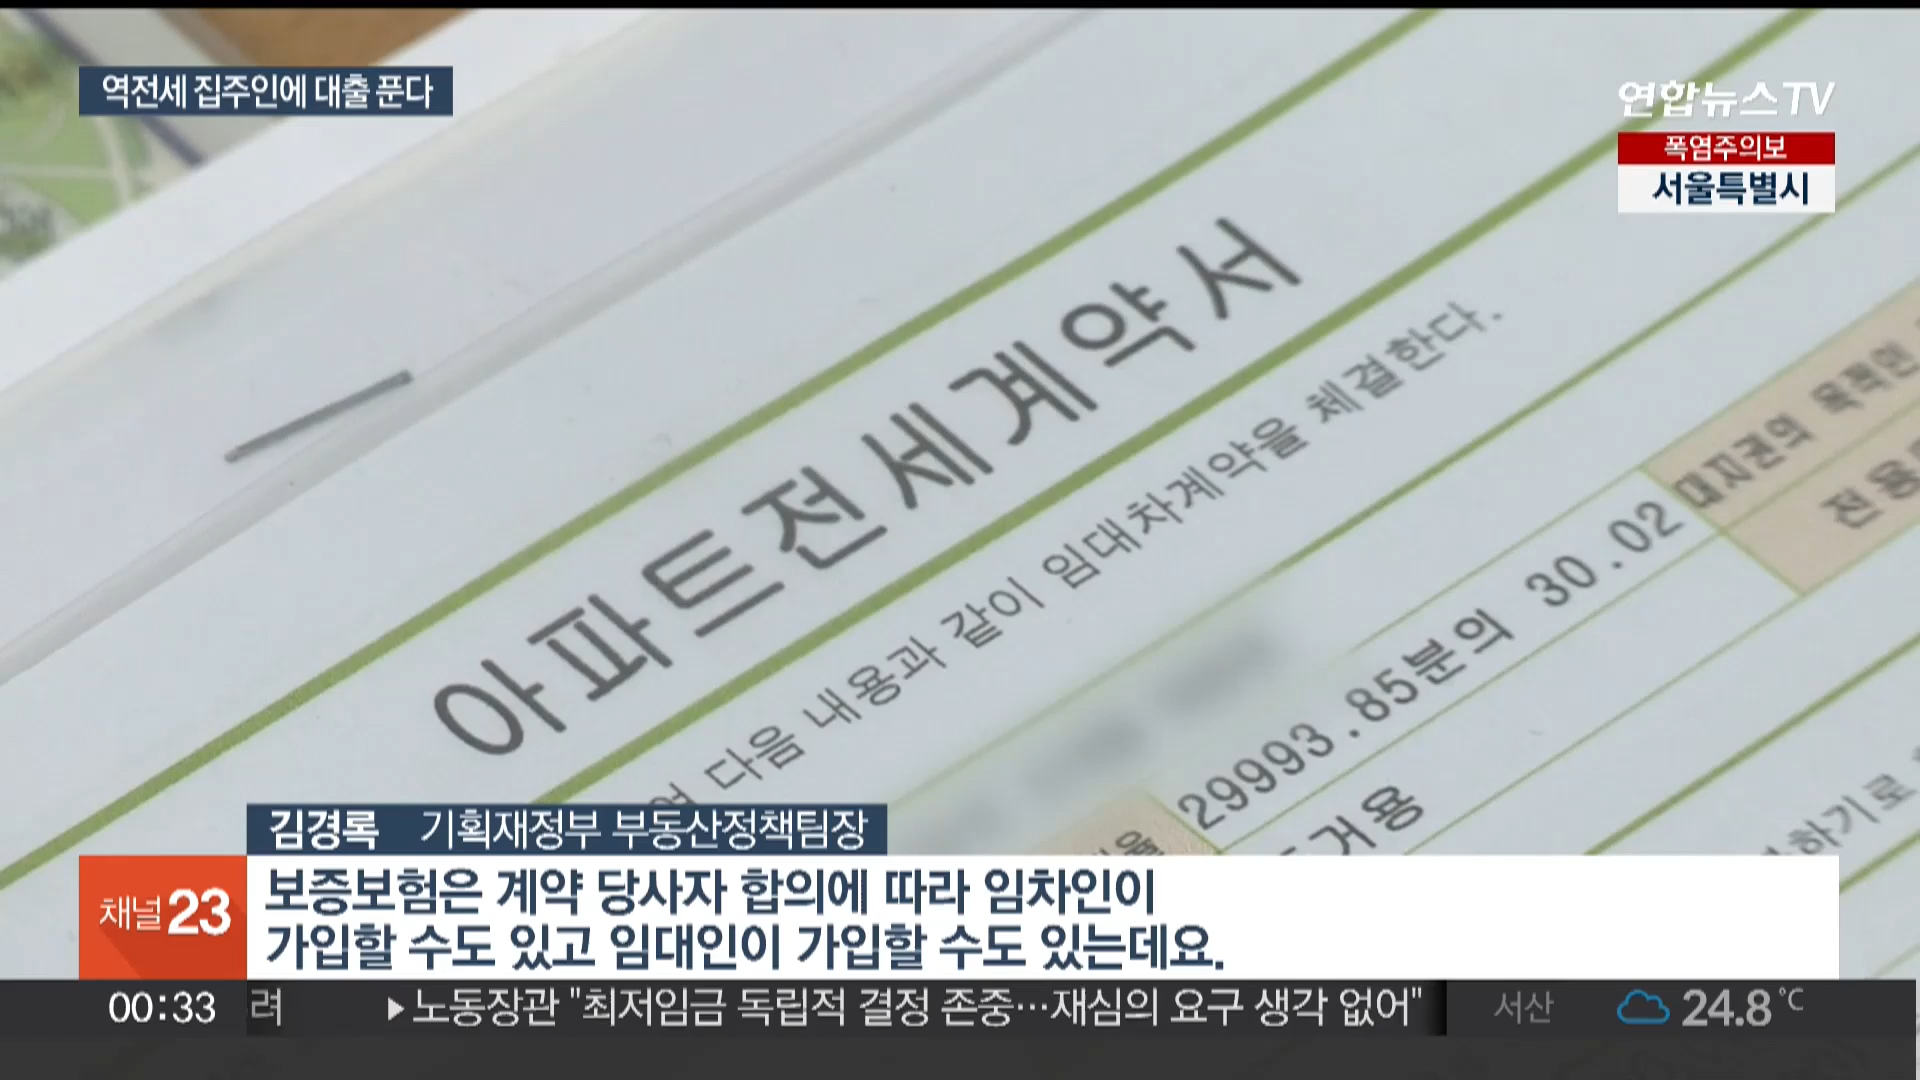 역전세 집주인에 대출 푼다
연합뉴스TV
폭염주의보
서울특별시
아파트전세계약서
다음 내용과 같이 임대차계약을 체결한다.
대지권의 목적인
29993.85분의 30.02
전용
거용
하기로
김경록 기획재정부 부동산정책팀장
채널23
보증보험은 계약 당사자 합의에 따라 임차인이
가입할 수도 있고 임대인이 가입할 수도 있는데요.
00:33 려 ▶노동장관 "최저임금 독립적 결정 존중…재심의 요구 생각 없어" 서산 24.8℃